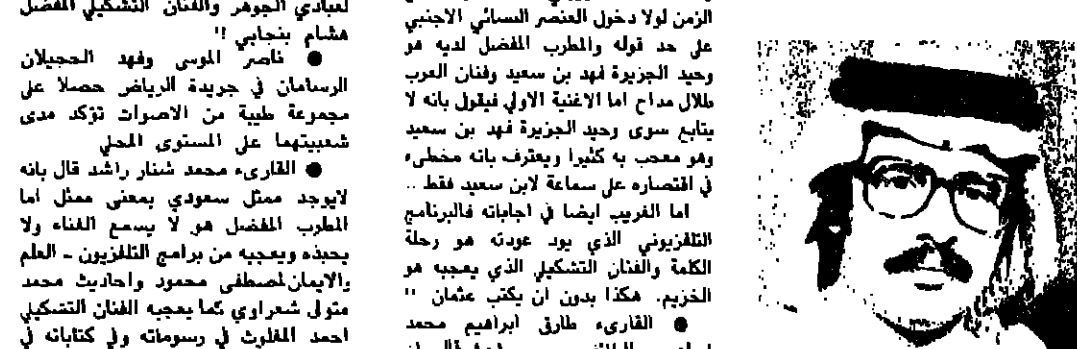 الزمن لولا دخول العنصر النسائي الاجنبي
على حد قوله والمطرب المفضل لديه هو
وحيد الجزيرة فهد بن سعيد وفنان العرب
طلال مداح اما الاغنية الاولى فيقول بانه لا
يتابع سوى وحيد الجزيرة فهد بن سعيد
وهو معجب به كثيرا ويعترف بانه مخطىء
في اقتصاره على سماعة لابن سعيد فقط ..
اما الغريب ايضا في اجاباته فالبرنامج
التلفزيوني الذي يود عودته هو رحلة
الكلمة والفنان التشكيلي الذي يعجبه هو
الخزيم. هكذا بدون ان يكتب عثمان !!
● القارىء طارق ابراهيم محمد
لعبادي الجوهر والفنان التشكيلي المفضل
هشام بنجابي !!
● ناصر الموسى وفهد الحجيلان
الرسامان في جريدة الرياض حصلا على
مجموعة طيبة من الاصوات تؤكد مدى
شعبيتهما على المستوى المحلي
● القارىء محمد شنار راشد قال بانه
لايوجد ممثل سعودي بمعنى ممثل اما
المطرب المفضل هو لا يسمع الغناء ولا
يحبذه ويعجبه من برامج التلفزيون ـ العلم
والايمان لمصطفى محمود واحاديث محمد
متولى شعراوي كما يعجبه الفنان التشكيلي
احمد المغلوث في رسوماته وفي كتاباته في